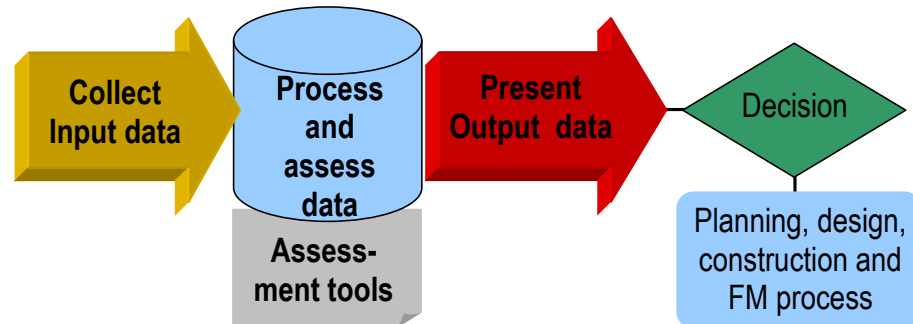 Collect
Input data
Process
and
assess
data
Assess-
ment tools
Present
Output data
Decision
Planning, design,
construction and
FM process